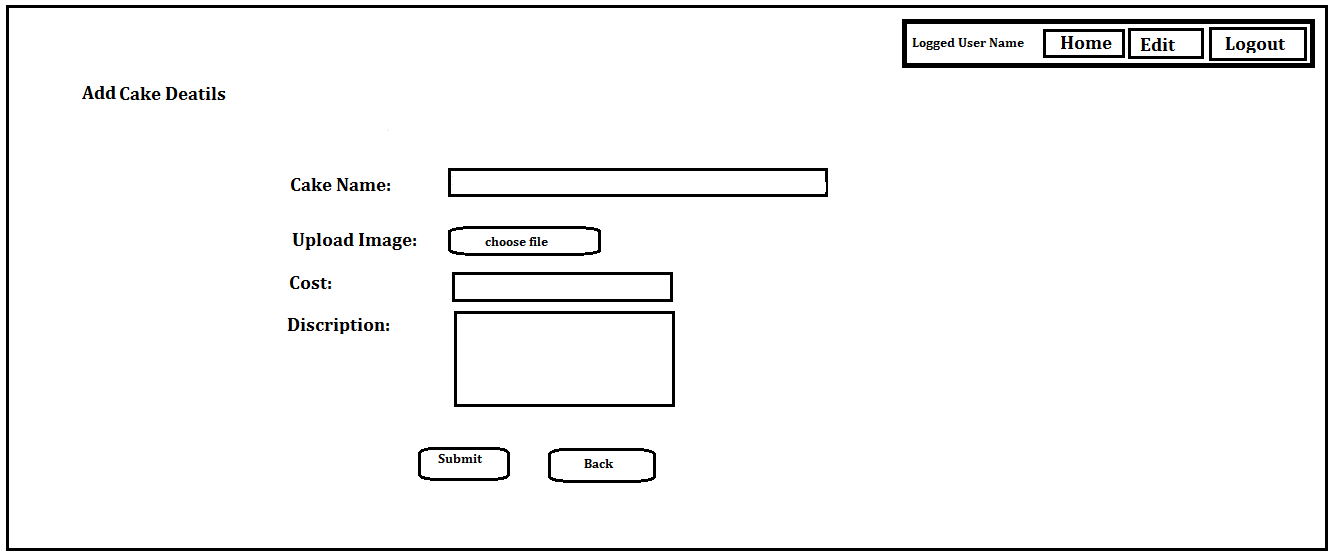 Logged User Name Home Edit Logout
Add Cake Deatils
Cake Name:
Upload Image: choose file
Cost:
Discription:
Submit Back